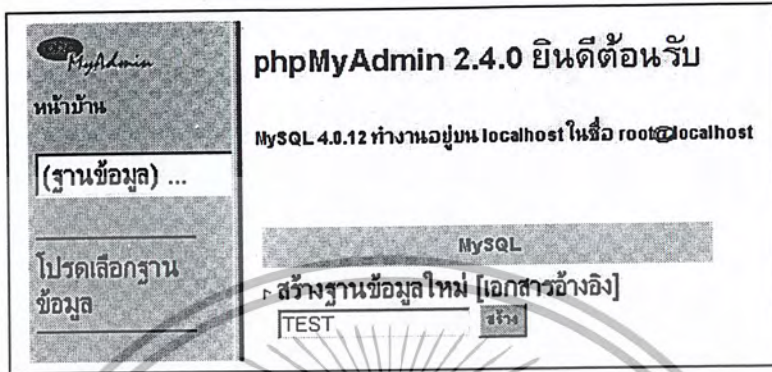 php
MyAdmin
หน้าบ้าน
(ฐานข้อมูล) ...
โปรดเลือกฐาน
ข้อมูล
phpMyAdmin 2.4.0 ยินดีต้อนรับ
MySQL 4.0.12 ทำงานอยู่บน localhost ในชื่อ root@localhost
MySQL
สร้างฐานข้อมูลใหม่ [เอกสารอ้างอิง]
TEST สร้าง